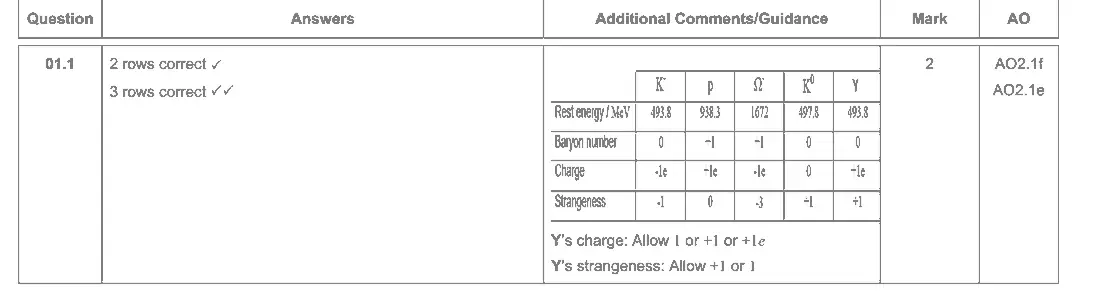 Question Answers Additional Comments/Guidance Mark AO
01.1 2 rows correct ✓ 2 AO2.1f
3 rows correct ✓✓ AO2.1e
K⁻ p Ω⁻ K⁰ Y
Rest energy / MeV 493.8 938.3 1672 497.8 493.8
Baryon number 0 +1 +1 0 0
Charge -1e +1e -1e 0 +1e
Strangeness -1 0 -3 +1 +1
Y's charge: Allow 1 or +1 or +1e
Y's strangeness: Allow +1 or 1